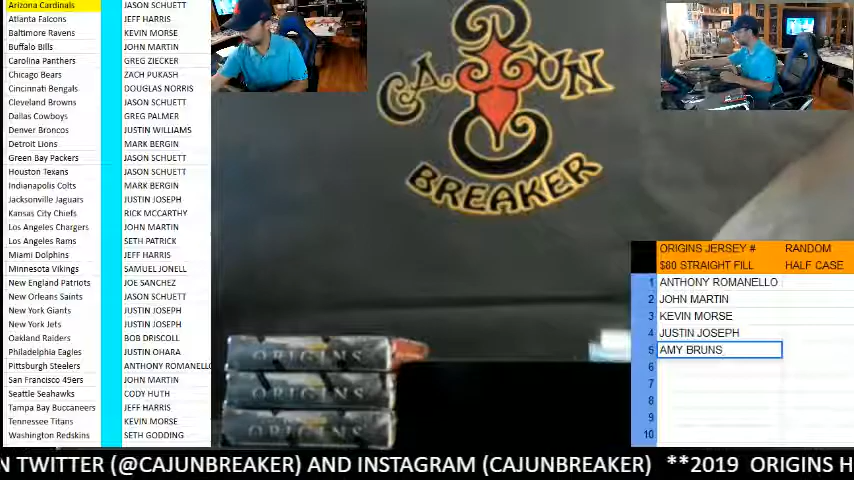 Arizona Cardinals JASON SCHUETT
Atlanta Falcons JEFF HARRIS
Baltimore Ravens KEVIN MORSE
Buffalo Bills JOHN MARTIN
Carolina Panthers GREG ZIECKER
Chicago Bears ZACH PUKASH
Cincinnat Bengals DOUGLAS NORRIS
Cleveland Browns JASON SCHUETT
Dallas Cowboys GREG PALMER
Denver Broncos JUSTIN WILLIAMS
Detroit Lions MARK BERGIN
Green Bay Packers JASON SCHUETT
Houston Texans JASON SCHUETT
Indianapolis Colts MARK BERGIN
Jacksonville Jaguars JUSTIN JOSEPH
Kansas City Chiefs RICK MCCARTHY
Los Angeles Chargers JOHN MARTIN
Los Angeles Rams SETH PATRICK
Miami Dolphins JEFF HARRIS
Minnesota Vikings SAMUEL JONELL
New England Patriots JOE SANCHEZ
New Orleans Saints JASON SCHUETT
New York Giants JUSTIN JOSEPH
New York Jets JUSTIN JOSEPH
Oakland Raiders BOB DRISCOLL
Philadelphia Eagles JUSTIN OHARA
Pittsburgh Steelers ANTHONY ROMANELLO
San Francisco 49ers JOHN MARTIN
Seattle Seahawks CODY HUTH
Tampa Bay Buccaneers JEFF HARRIS
Tennessee Titans KEVIN MORSE
Washington Redskins SETH GODDING
CAJUN
BREAKER
ORIGINS
ORIGINS
ORIGINS
ORIGINS JERSEY # RANDOM
$80 STRAIGHT FILL HALF CASE
1 ANTHONY ROMANELLO
2 JOHN MARTIN
3 KEVIN MORSE
4 JUSTIN JOSEPH
5 AMY BRUNS
6
7
8
9
10
N TWITTER (@CAJUNBREAKER) AND INSTAGRAM (CAJUNBREAKER) **2019 ORIGINS H